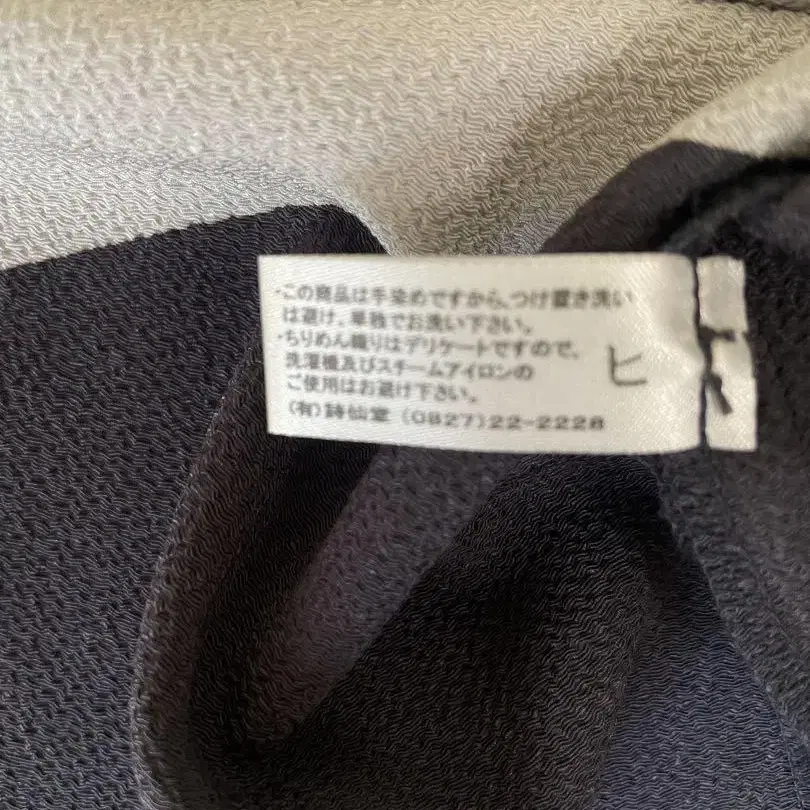 ・この商品は手染めですから、つけ置き洗い
は避け、単独でお洗い下さい。
・ちりめん織りはデリケートですので、
洗濯機及びスチームアイロンの
ご使用はお避け下さい。
(有)詩仙堂 (0827)22-2228
ヒ